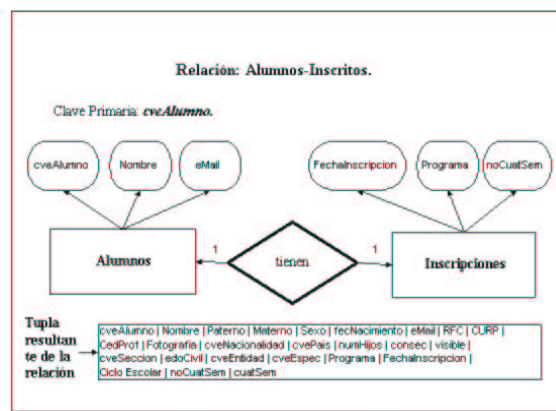 Relación: Alumnos-Inscritos.
Clave Primaria: cveAlumno.
cveAlumno Nombre eMail FechaInscripcion Programa noCuatSem
1 1
Alumnos tienen Inscripciones
Tupla
resultan
te de la
relación
cveAlumno | Nombre | Paterno | Materno | Sexo | fecNacimiento | eMail | RFC | CURP |
CedProf | Fotografia | cveNacionalidad | cvePais | numHijos | consec | visible |
cveSeccion | edoCivil | cveEntidad | cveEspec | Programa | FechaInscripcion |
Ciclo Escolar | noCuatSem | cuatSem